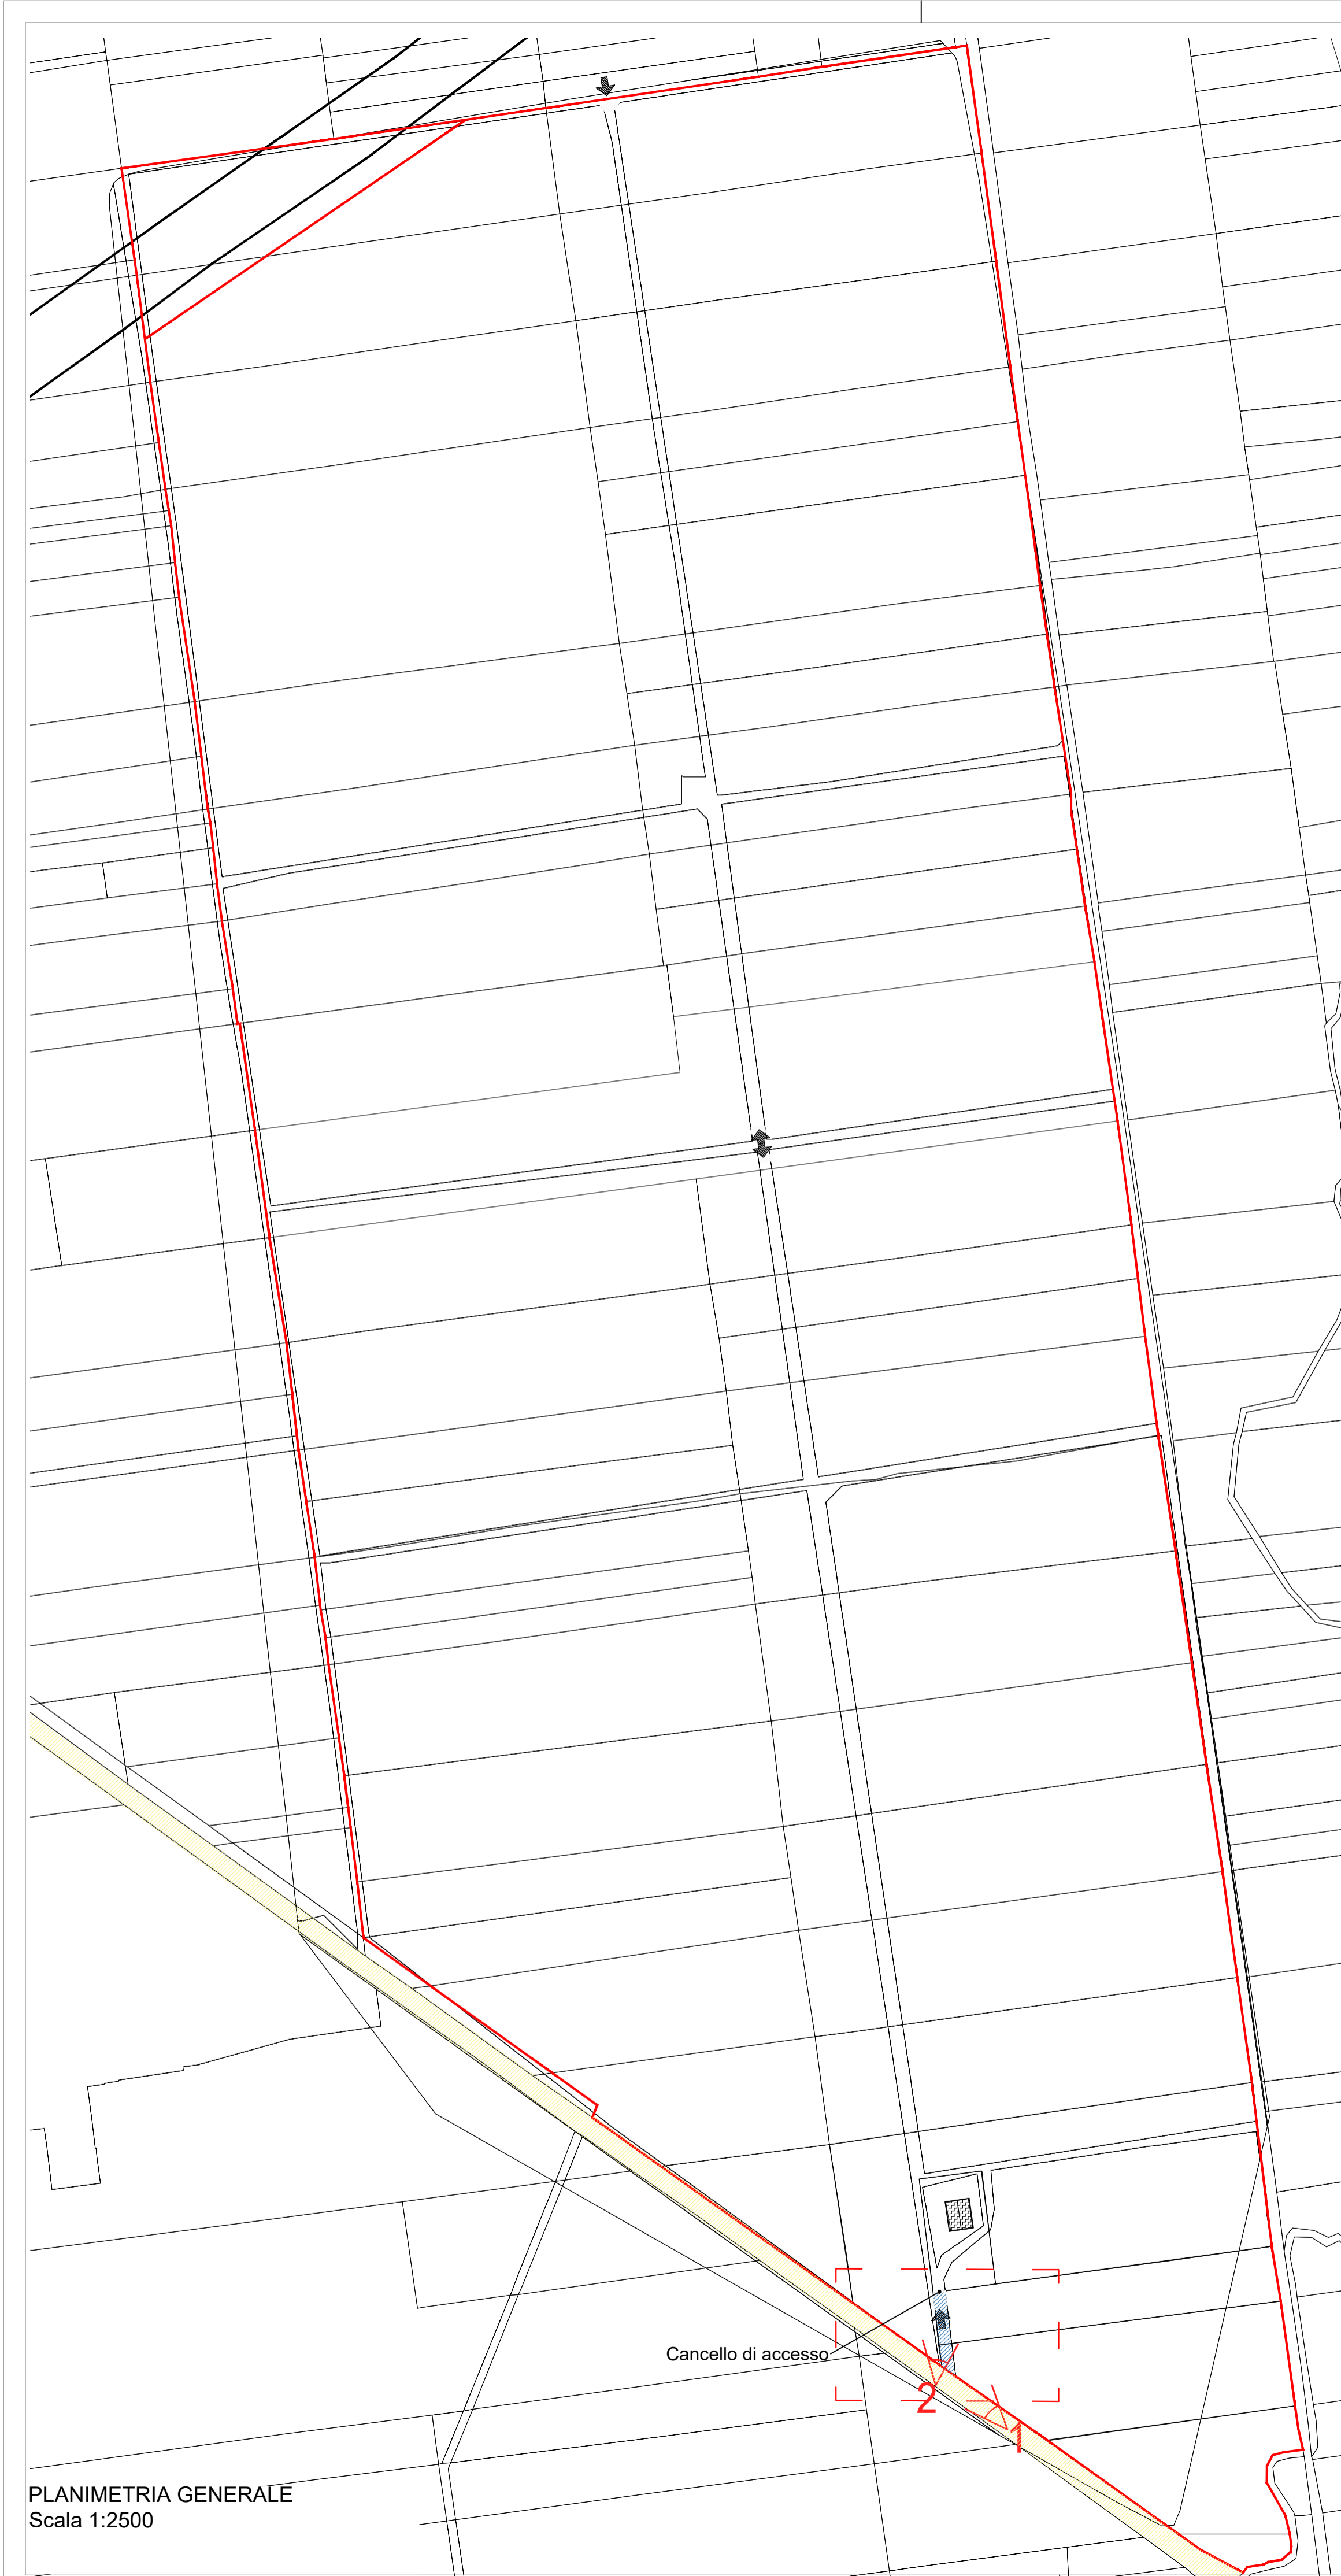 Cancello di accesso
2
1
PLANIMETRIA GENERALE
Scala 1:2500